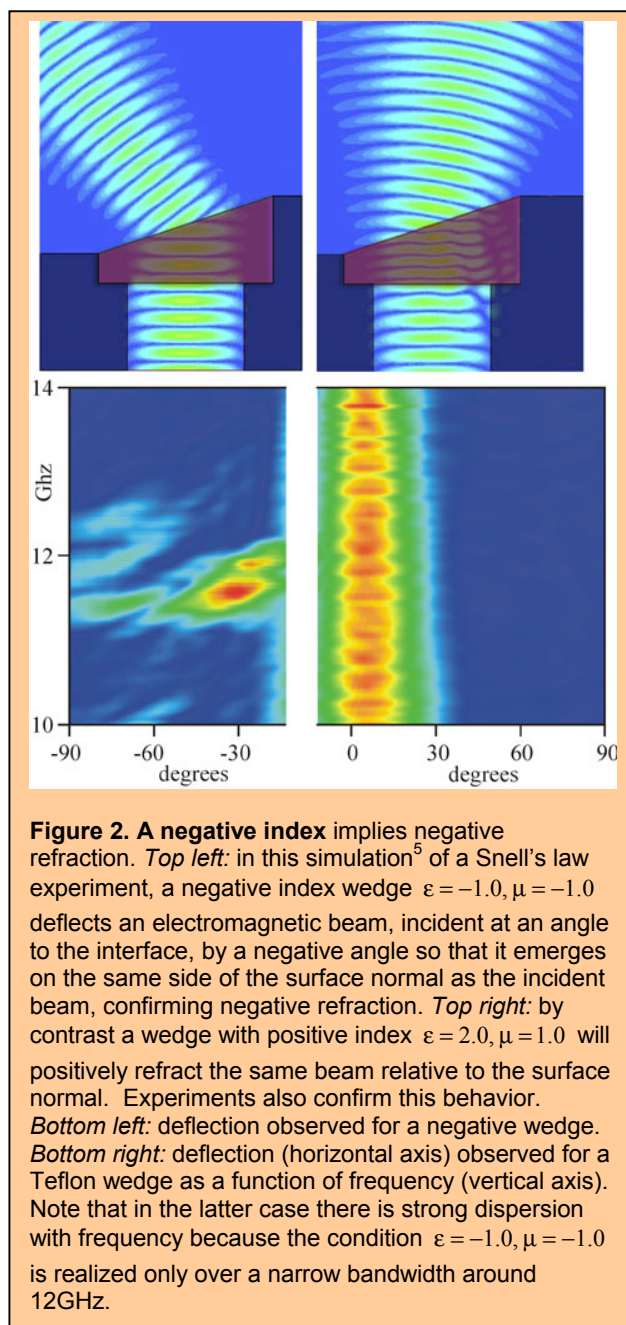 14
Ghz
12
10
-90 -60 -30 0 30 60 90
degrees degrees
Figure 2. A negative index implies negative
refraction. Top left: in this simulation5 of a Snell’s law
experiment, a negative index wedge ε = −1.0, μ = −1.0
deflects an electromagnetic beam, incident at an angle
to the interface, by a negative angle so that it emerges
on the same side of the surface normal as the incident
beam, confirming negative refraction. Top right: by
contrast a wedge with positive index ε = 2.0, μ = 1.0 will
positively refract the same beam relative to the surface
normal. Experiments also confirm this behavior.
Bottom left: deflection observed for a negative wedge.
Bottom right: deflection (horizontal axis) observed for a
Teflon wedge as a function of frequency (vertical axis).
Note that in the latter case there is strong dispersion
with frequency because the condition ε = −1.0, μ = −1.0
is realized only over a narrow bandwidth around
12GHz.